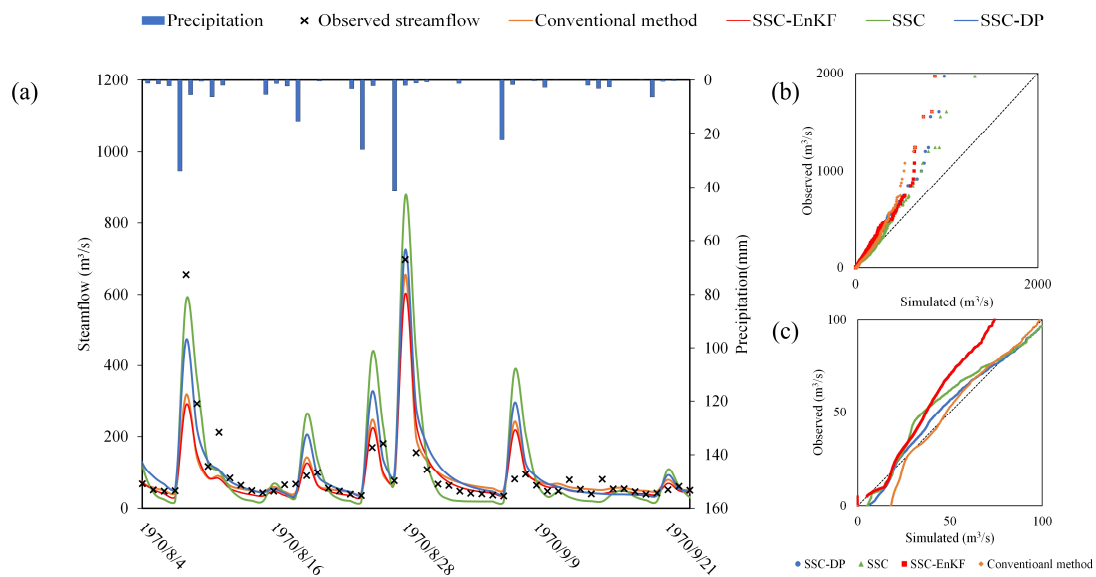 Precipitation Observed streamflow Conventional method SSC-EnKF SSC SSC-DP
(a)
1200
1000
800
600
400
200
0
Steamflow (m³/s)
0
20
40
60
80
100
120
140
160
Precipitation(mm)
1970/8/4
1970/8/16
1970/8/28
1970/9/9
1970/9/21
(b)
2000
1000
0
Observed (m³/s)
0 2000
Simulated (m³/s)
(c)
100
50
0
Observed (m³/s)
0 50 100
Simulated (m³/s)
SSC-DP SSC SSC-EnKF Conventioanl method